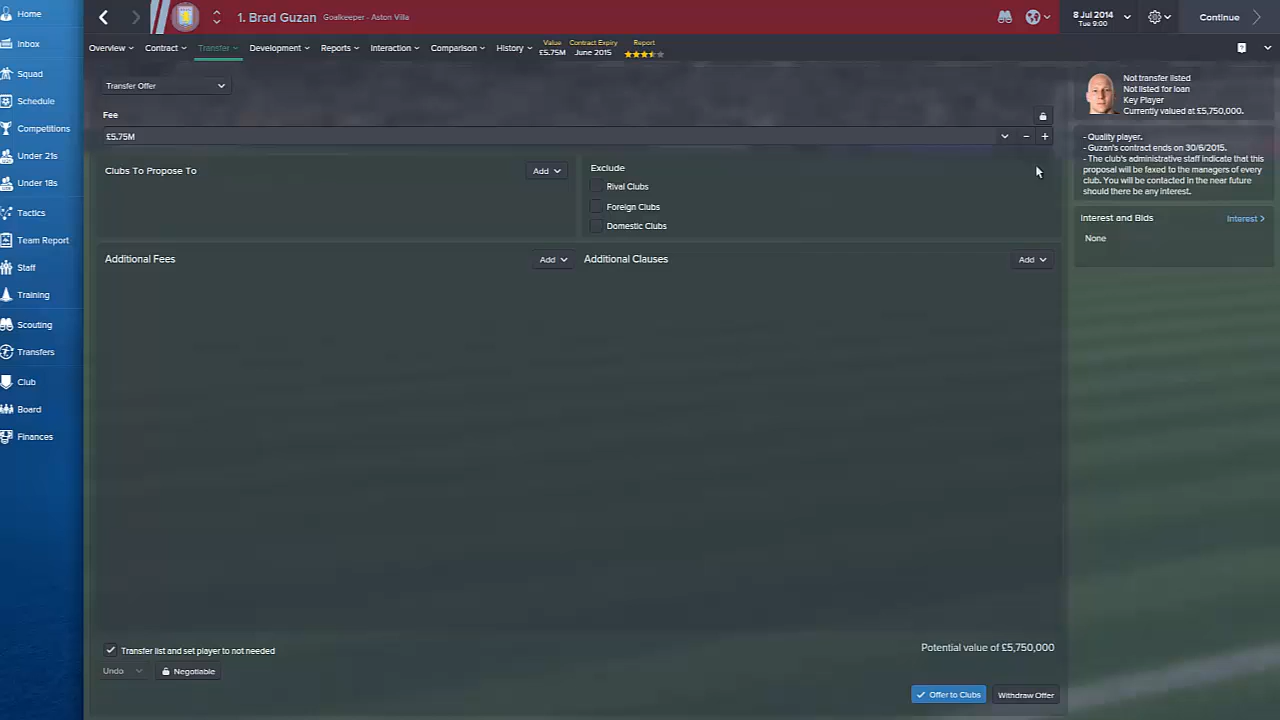 Home
Inbox
Squad
Schedule
Competitions
Under 21s
Under 18s
Tactics
Team Report
Staff
Training
Scouting
Transfers
Club
Board
Finances
1. Brad Guzan Goalkeeper - Aston Villa
8 Jul 2014
Tue 9:00
Continue
Overview
Contract
Transfer
Development
Reports
Interaction
Comparison
History
Value
£5.75M
Contract Expiry
June 2015
Report
Transfer Offer
Fee
£5.75M
Clubs To Propose To
Add
Exclude
Rival Clubs
Foreign Clubs
Domestic Clubs
Additional Fees
Add
Additional Clauses
Add
Transfer list and set player to not needed
Undo
Negotiable
Potential value of £5,750,000
Offer to Clubs
Withdraw Offer
Not transfer listed
Not listed for loan
Key Player
Currently valued at £5,750,000.
- Quality player.
- Guzan's contract ends on 30/6/2015.
- The club's administrative staff indicate that this
proposal will be faxed to the managers of every
club. You will be contacted in the near future
should there be any interest.
Interest and Bids
Interest >
None